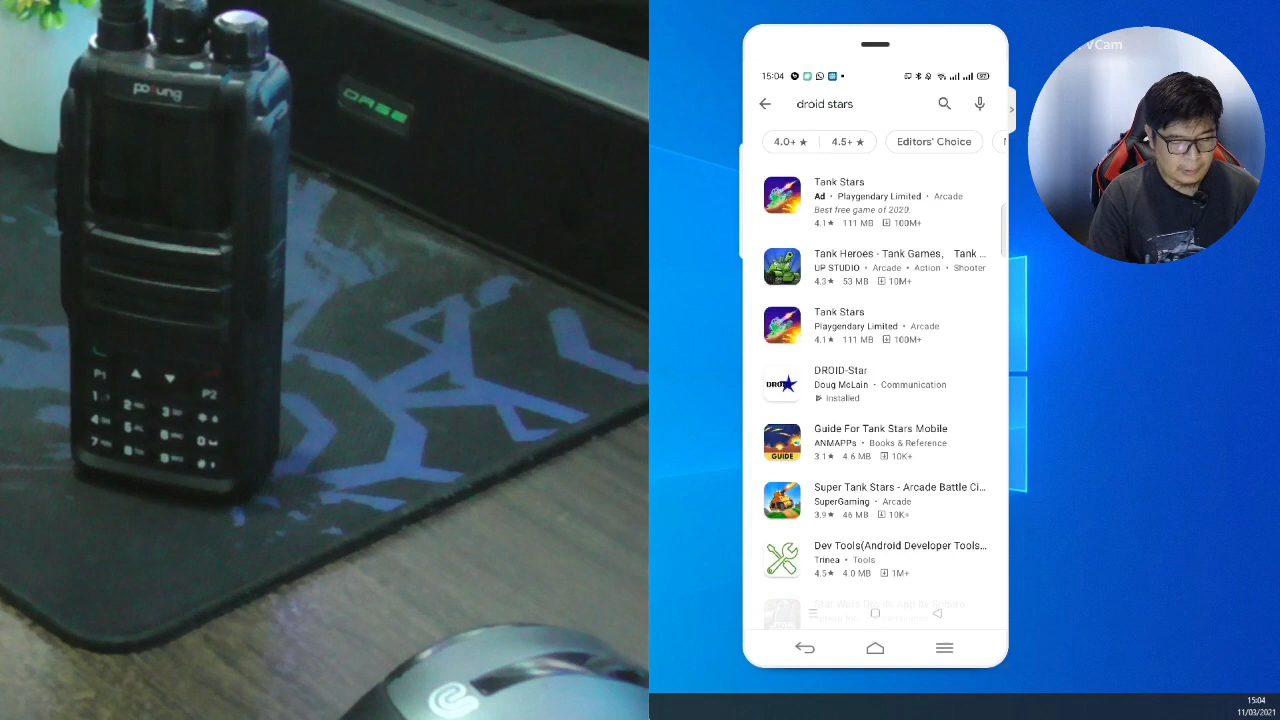 VCam
15:04
droid stars
4.0+ ★ 4.5+ ★ Editors' Choice
Tank Stars
Ad • Playgendary Limited • Arcade
Best free game of 2020.
4.1★ 111 MB 100M+
Tank Heroes - Tank Games, Tank ...
UP STUDIO • Arcade • Action • Shooter
4.3★ 53 MB 10M+
Tank Stars
Playgendary Limited • Arcade
4.1★ 111 MB 100M+
DROID-Star
Doug McLain • Communication
Installed
Guide For Tank Stars Mobile
ANMAPPs • Books & Reference
3.1★ 4.6 MB 10K+
GUIDE
Super Tank Stars - Arcade Battle Ci...
SuperGaming • Arcade
3.9★ 46 MB 10K+
Dev Tools(Android Developer Tools...
Trinea • Tools
4.5★ 4.0 MB 1M+
P1
P2
1
2
3
4
5
6
0
7
8
9
#
15:04
11/03/2021